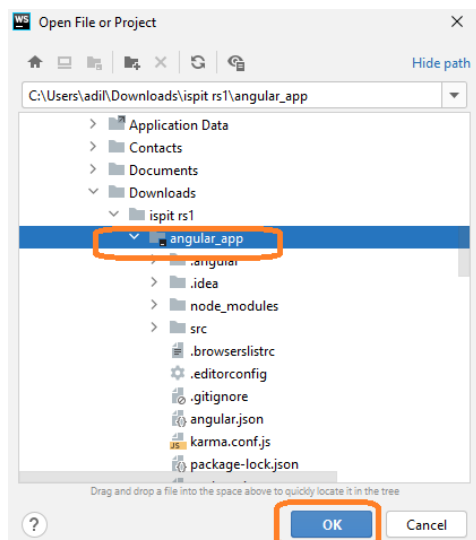 WS Open File or Project
Hide path
C:\Users\adil\Downloads\ispit rs1\angular_app
Application Data
Contacts
Documents
Downloads
ispit rs1
angular_app
.angular
.idea
node_modules
src
.browserslistrc
.editorconfig
.gitignore
angular.json
JS karma.conf.js
package-lock.json
Drag and drop a file into the space above to quickly locate it in the tree
? OK Cancel